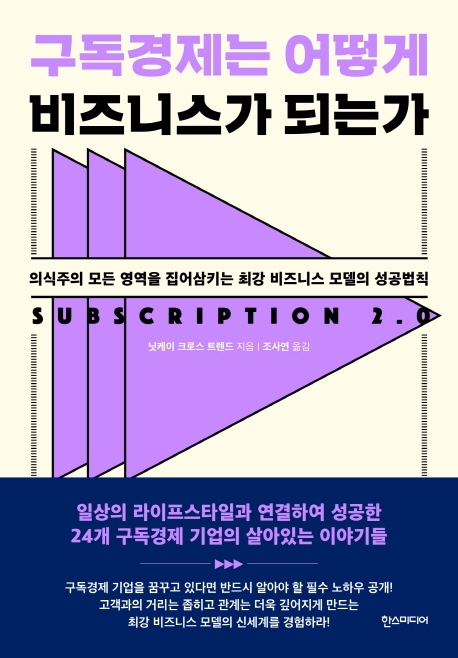 구독경제는 어떻게
비즈니스가 되는가
의식주의 모든 영역을 집어삼키는 최강 비즈니스 모델의 성공법칙
SUBSCRIPTION 2.0
닛케이 크로스 트렌드 지음 | 조사연 옮김
일상의 라이프스타일과 연결하여 성공한
24개 구독경제 기업의 살아있는 이야기들
구독경제 기업을 꿈꾸고 있다면 반드시 알아야 할 필수 노하우 공개!
고객과의 거리는 좁히고 관계는 더욱 깊어지게 만드는
최강 비즈니스 모델의 신세계를 경험하라!
한스미디어